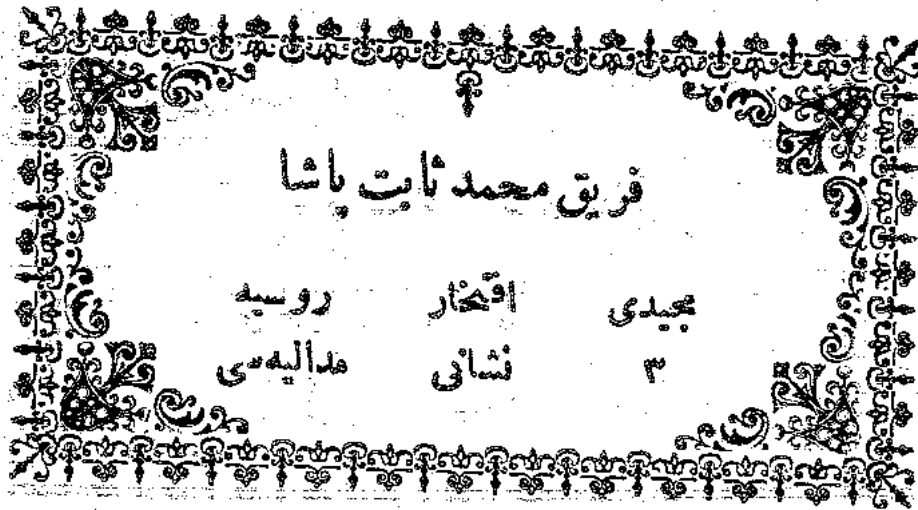 فریق محمد ثابت پاشا
مجیدی افتخار روسیه
۳ نشانی مدالیه‌سی